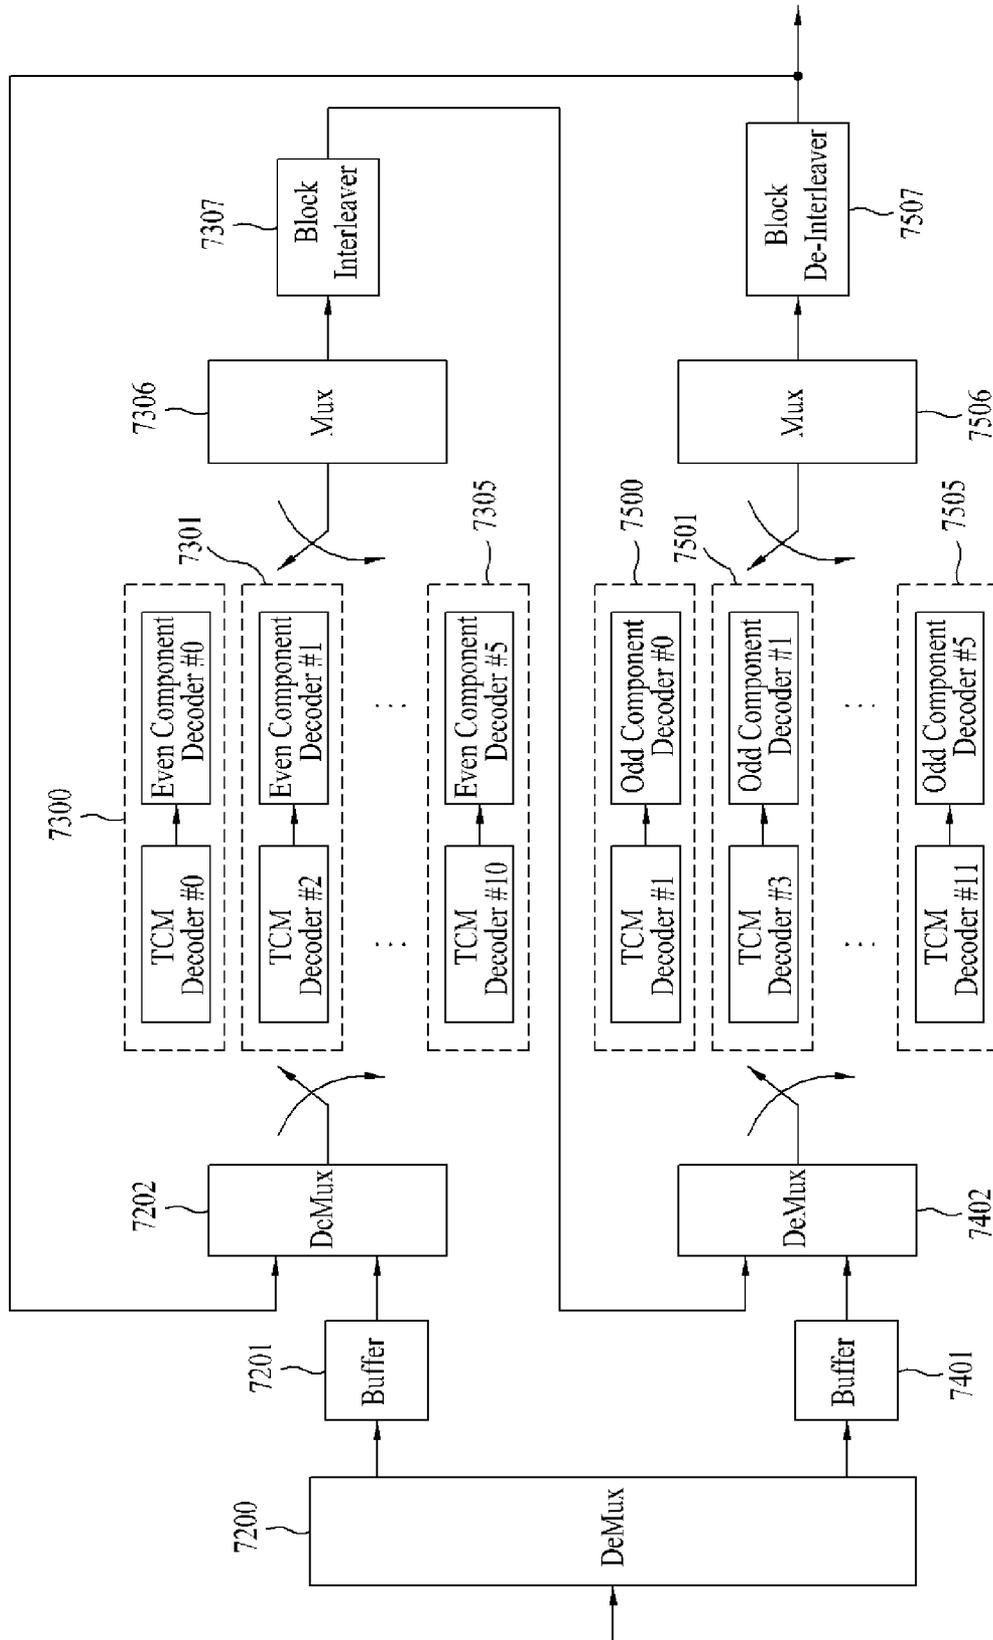 7200
DeMux
7201
Buffer
7401
Buffer
7202
DeMux
7402
DeMux
7300
TCM
Decoder #0
Even Component
Decoder #0
7301
TCM
Decoder #2
Even Component
Decoder #1
...
...
7305
TCM
Decoder #10
Even Component
Decoder #5
7500
TCM
Decoder #1
Odd Component
Decoder #0
7501
TCM
Decoder #3
Odd Component
Decoder #1
...
...
7505
TCM
Decoder #11
Odd Component
Decoder #5
7306
Mux
7506
Mux
7307
Block
Interleaver
Block
De-Interleaver
7507